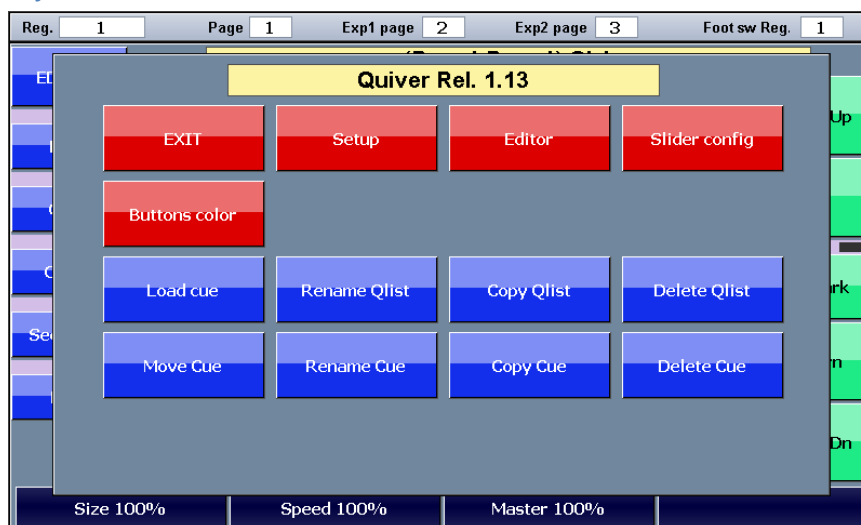 Reg. 1 Page 1 Exp1 page 2 Exp2 page 3 Foot sw Reg. 1
Quiver Rel. 1.13
Up
EXIT Setup Editor Slider config
Buttons color
Load cue Rename Qlist Copy Qlist Delete Qlist
Move Cue Rename Cue Copy Cue Delete Cue
Dn
Size 100% Speed 100% Master 100%